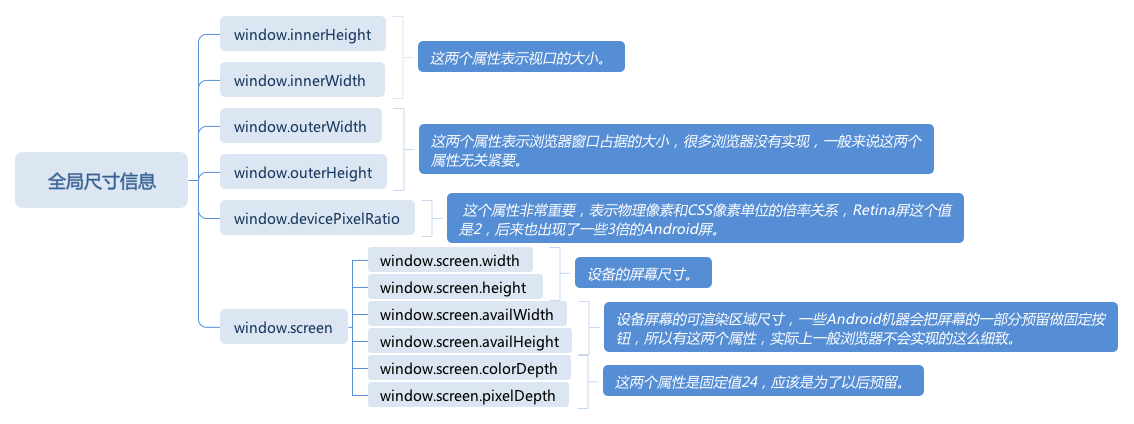 全局尺寸信息
window.innerHeight
window.innerWidth
这两个属性表示视口的大小。
window.outerWidth
window.outerHeight
这两个属性表示浏览器窗口占据的大小，很多浏览器没有实现，一般来说这两个
属性无关紧要。
window.devicePixelRatio
这个属性非常重要，表示物理像素和CSS像素单位的倍率关系，Retina屏这个值
是2，后来也出现了一些3倍的Android屏。
window.screen
window.screen.width
window.screen.height
设备的屏幕尺寸。
window.screen.availWidth
window.screen.availHeight
设备屏幕的可渲染区域尺寸，一些Android机器会把屏幕的一部分预留做固定按
钮，所以有这两个属性，实际上一般浏览器不会实现的这么细致。
window.screen.colorDepth
window.screen.pixelDepth
这两个属性是固定值24，应该是为了以后预留。